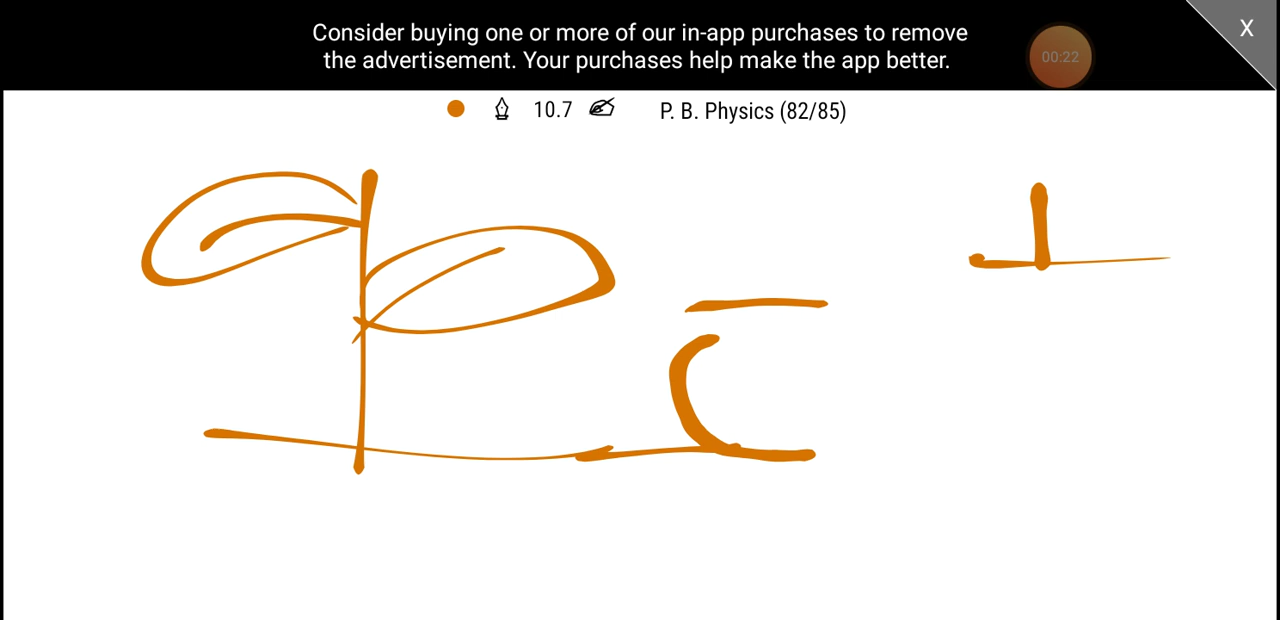 Consider buying one or more of our in-app purchases to remove
the advertisement. Your purchases help make the app better.
00:22
X
10.7 P. B. Physics (82/85)